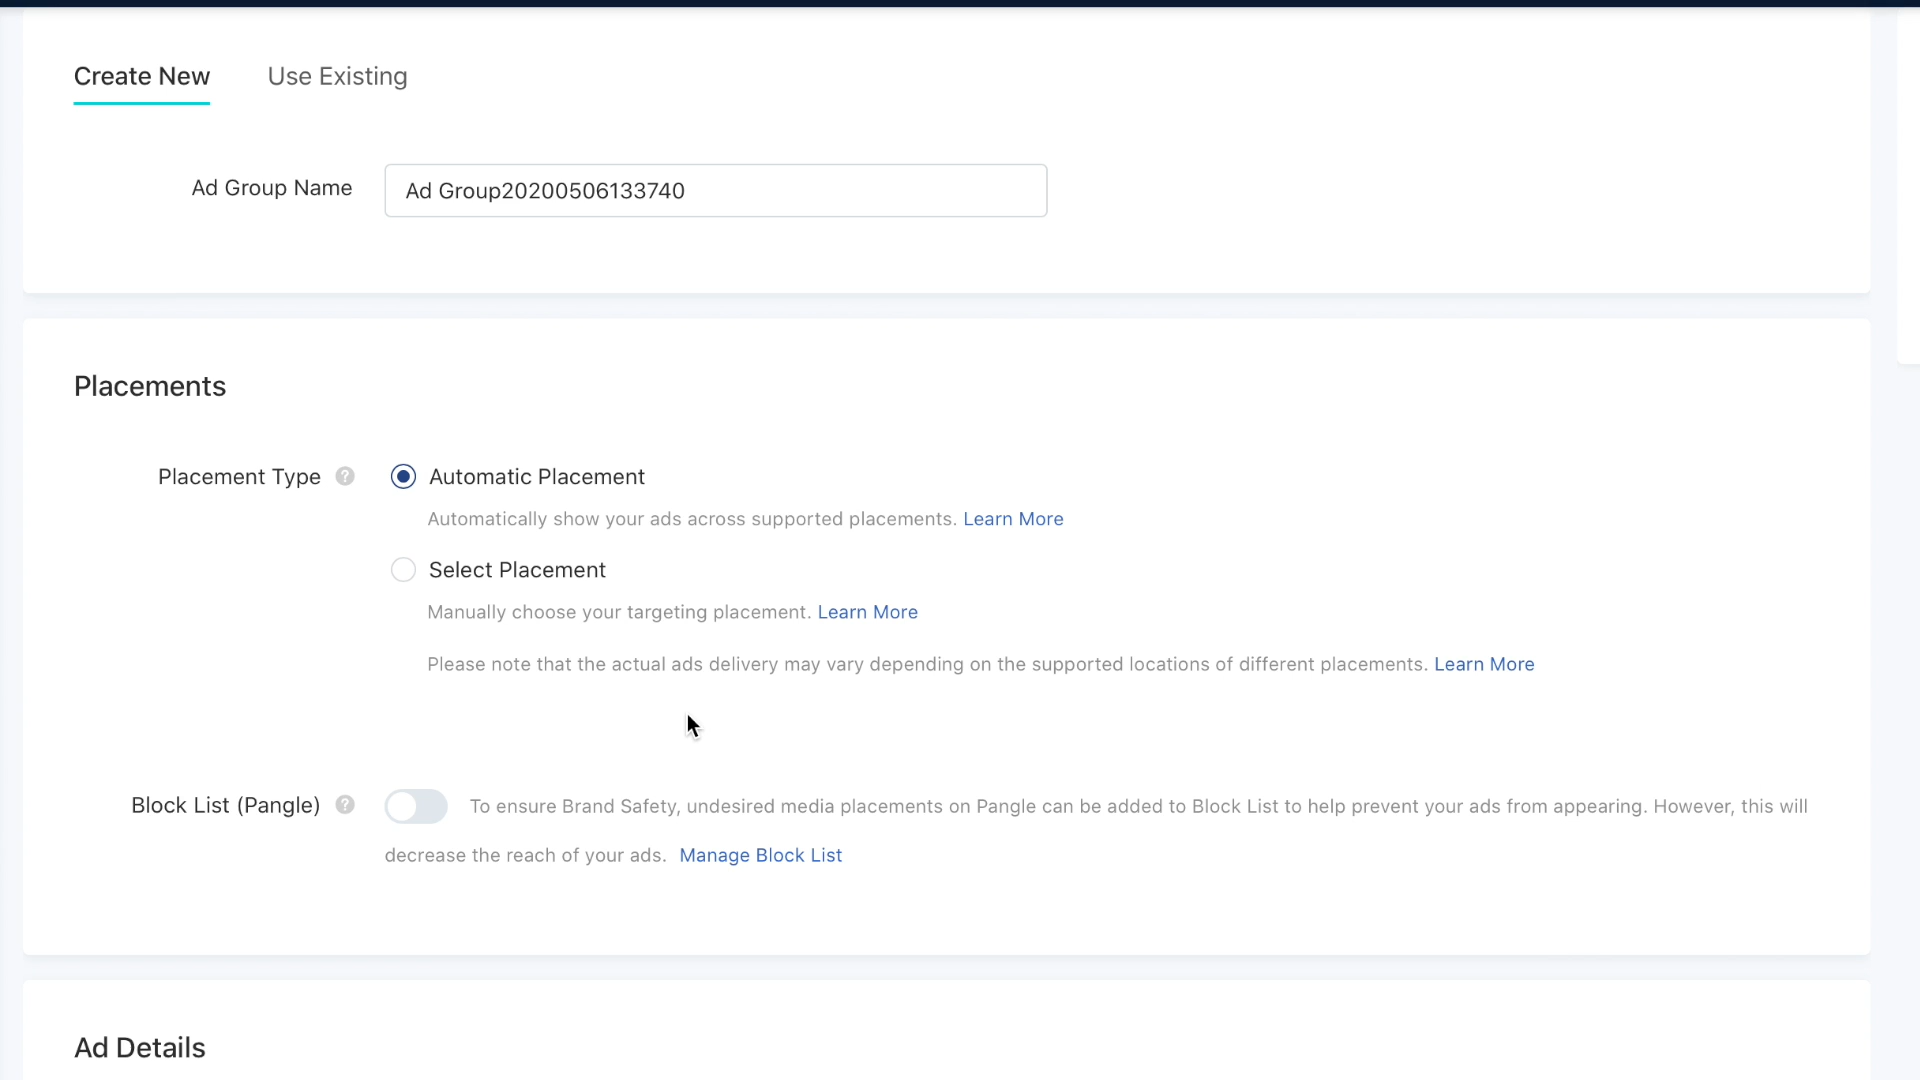 Create New Use Existing
Ad Group Name Ad Group20200506133740
Placements
Placement Type ? Automatic Placement
Automatically show your ads across supported placements. Learn More
Select Placement
Manually choose your targeting placement. Learn More
Please note that the actual ads delivery may vary depending on the supported locations of different placements. Learn More
Block List (Pangle) ? To ensure Brand Safety, undesired media placements on Pangle can be added to Block List to help prevent your ads from appearing. However, this will
decrease the reach of your ads. Manage Block List
Ad Details